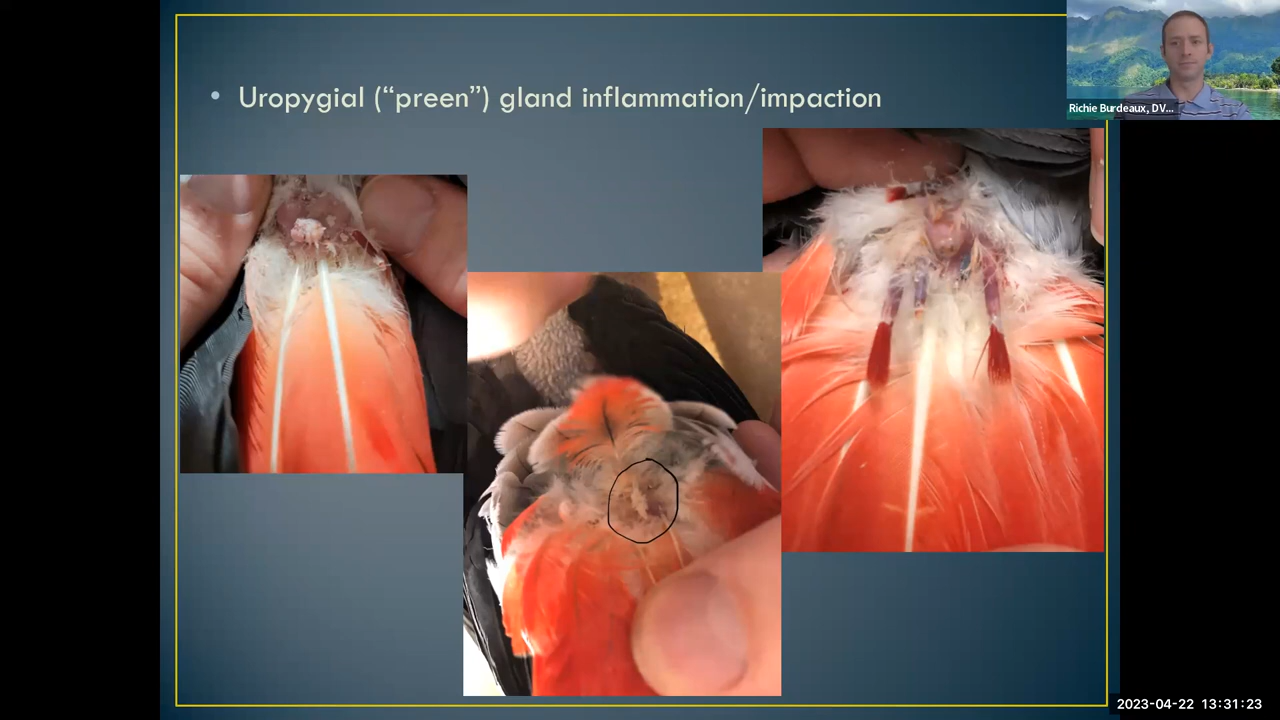 • Uropygial (“preen”) gland inflammation/impaction
Richie Burdeaux, DV...
2023-04-22 13:31:23